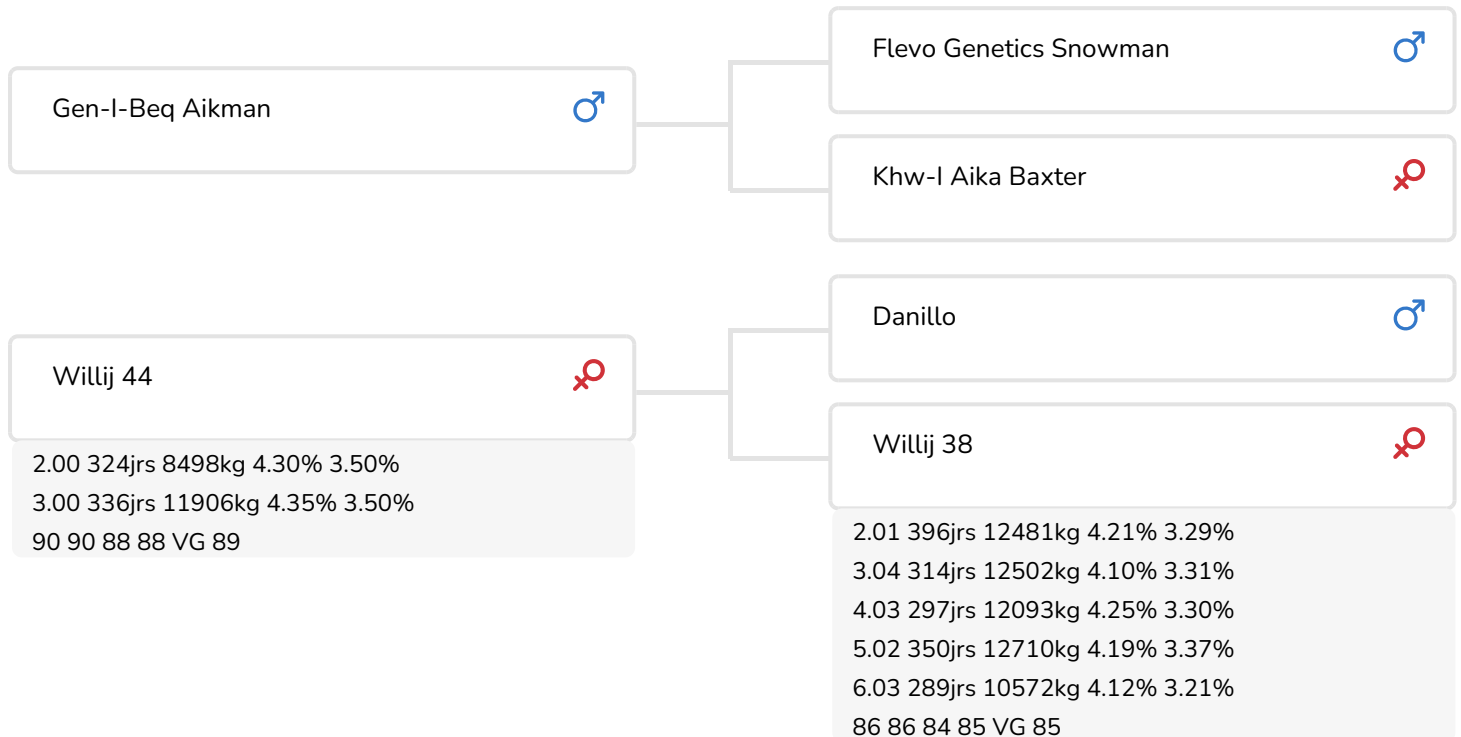 Gen-I-Beq Aikman
Flevo Genetics Snowman
Khw-I Aika Baxter
Willij 44
2.00 324jrs 8498kg 4.30% 3.50%
3.00 336jrs 11906kg 4.35% 3.50%
90 90 88 88 VG 89
Danillo
Willij 38
2.01 396jrs 12481kg 4.21% 3.29%
3.04 314jrs 12502kg 4.10% 3.31%
4.03 297jrs 12093kg 4.25% 3.30%
5.02 350jrs 12710kg 4.19% 3.37%
6.03 289jrs 10572kg 4.12% 3.21%
86 86 84 85 VG 85